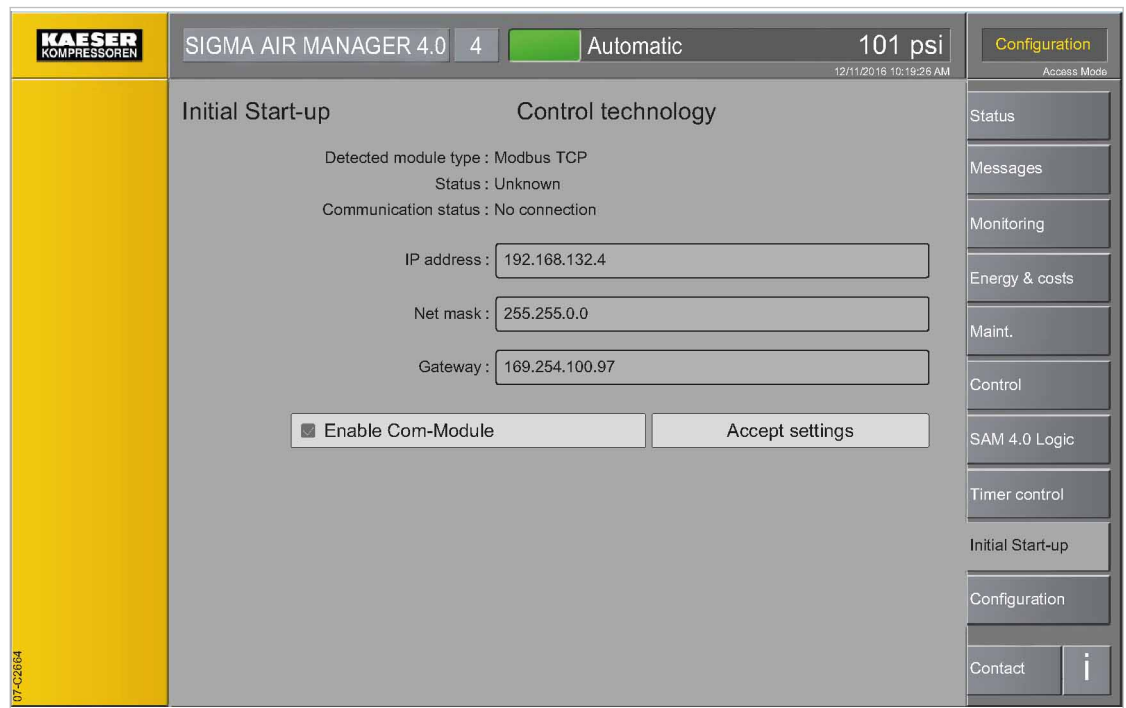 KAESER
KOMPRESSOREN
SIGMA AIR MANAGER 4.0 4 Automatic 101 psi
12/11/2016 10:19:26 AM
Configuration
Access Mode
Initial Start-up Control technology
Detected module type : Modbus TCP
Status : Unknown
Communication status : No connection
IP address : 192.168.132.4
Net mask : 255.255.0.0
Gateway : 169.254.100.97
Enable Com-Module Accept settings
Status
Messages
Monitoring
Energy & costs
Maint.
Control
SAM 4.0 Logic
Timer control
Initial Start-up
Configuration
Contact i
07-C2664